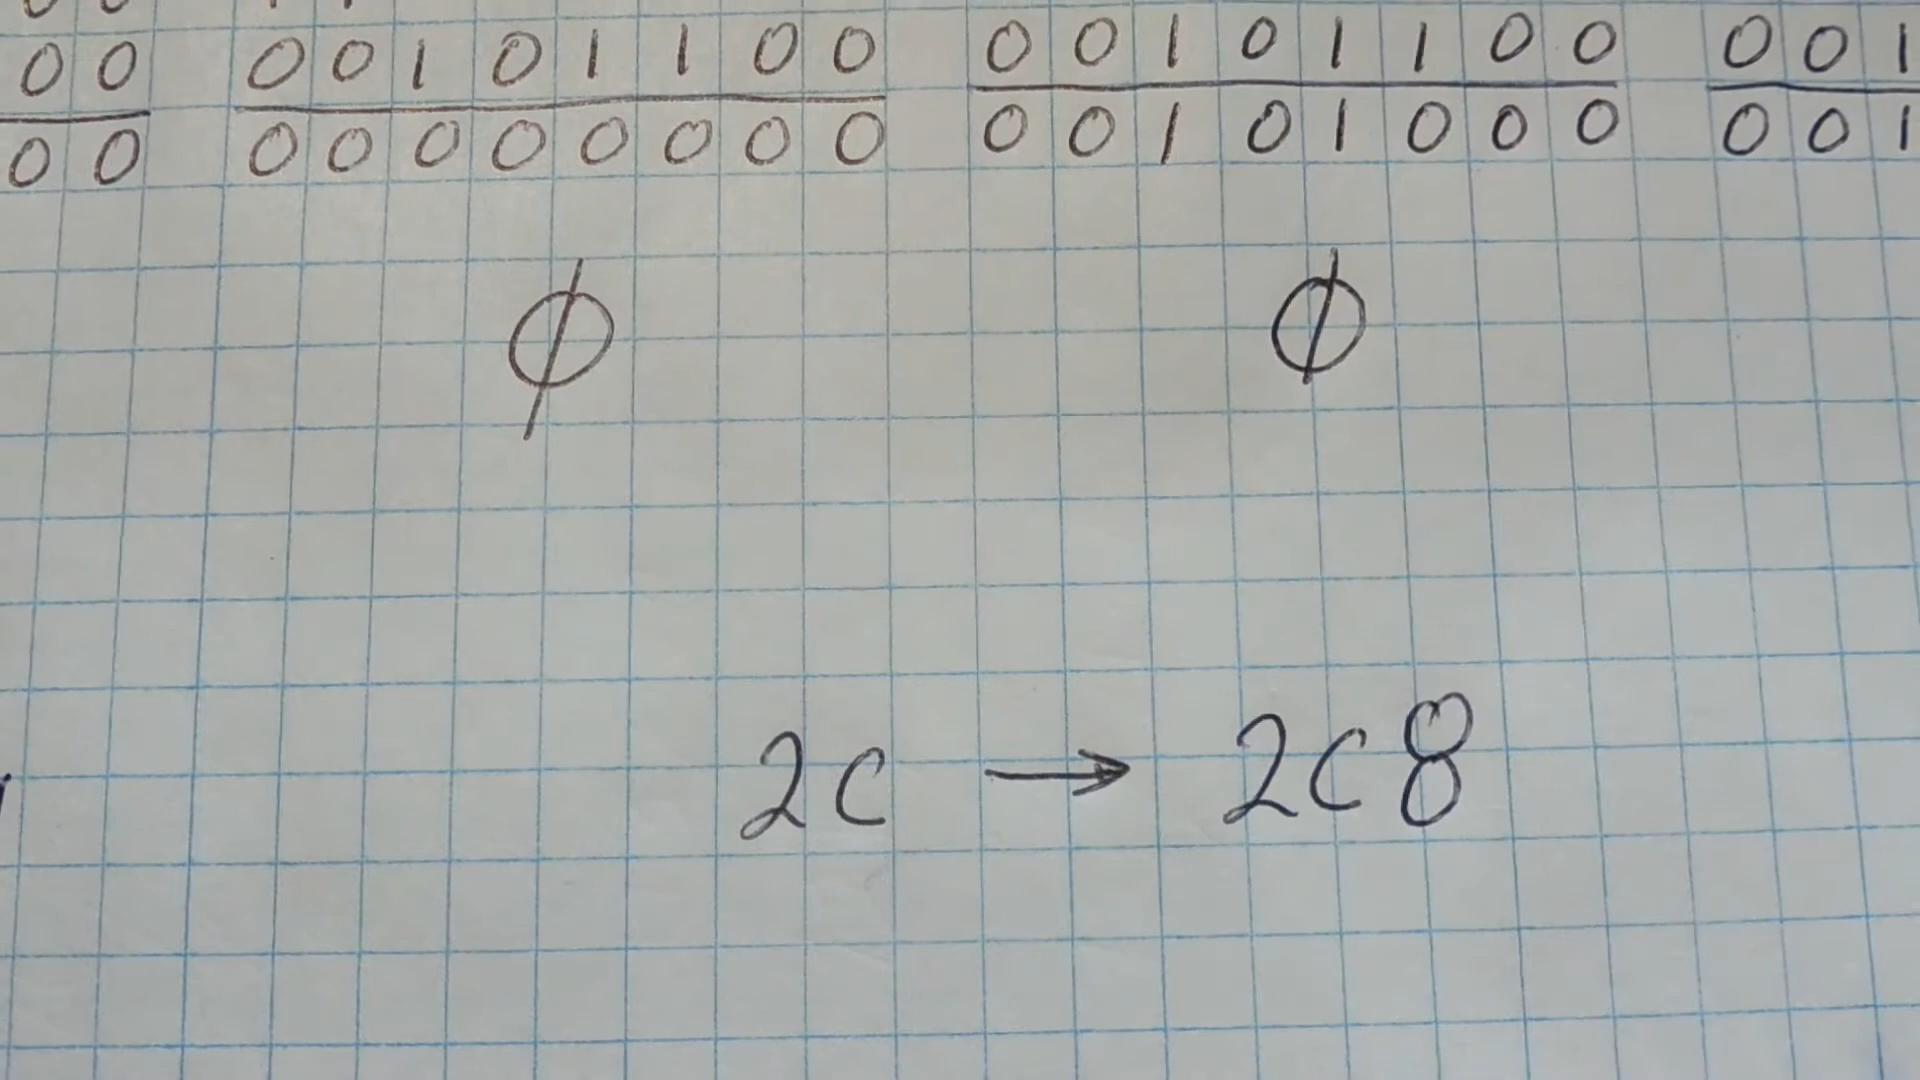 0 0 0 0 1 0 1 1 0 0 0 0 1 0 1 1 0 0 0 0 1
0 0 0 0 0 0 0 0 0 0 0 0 1 0 1 0 0 0 0 0 1
∅ ∅
2c → 2c8